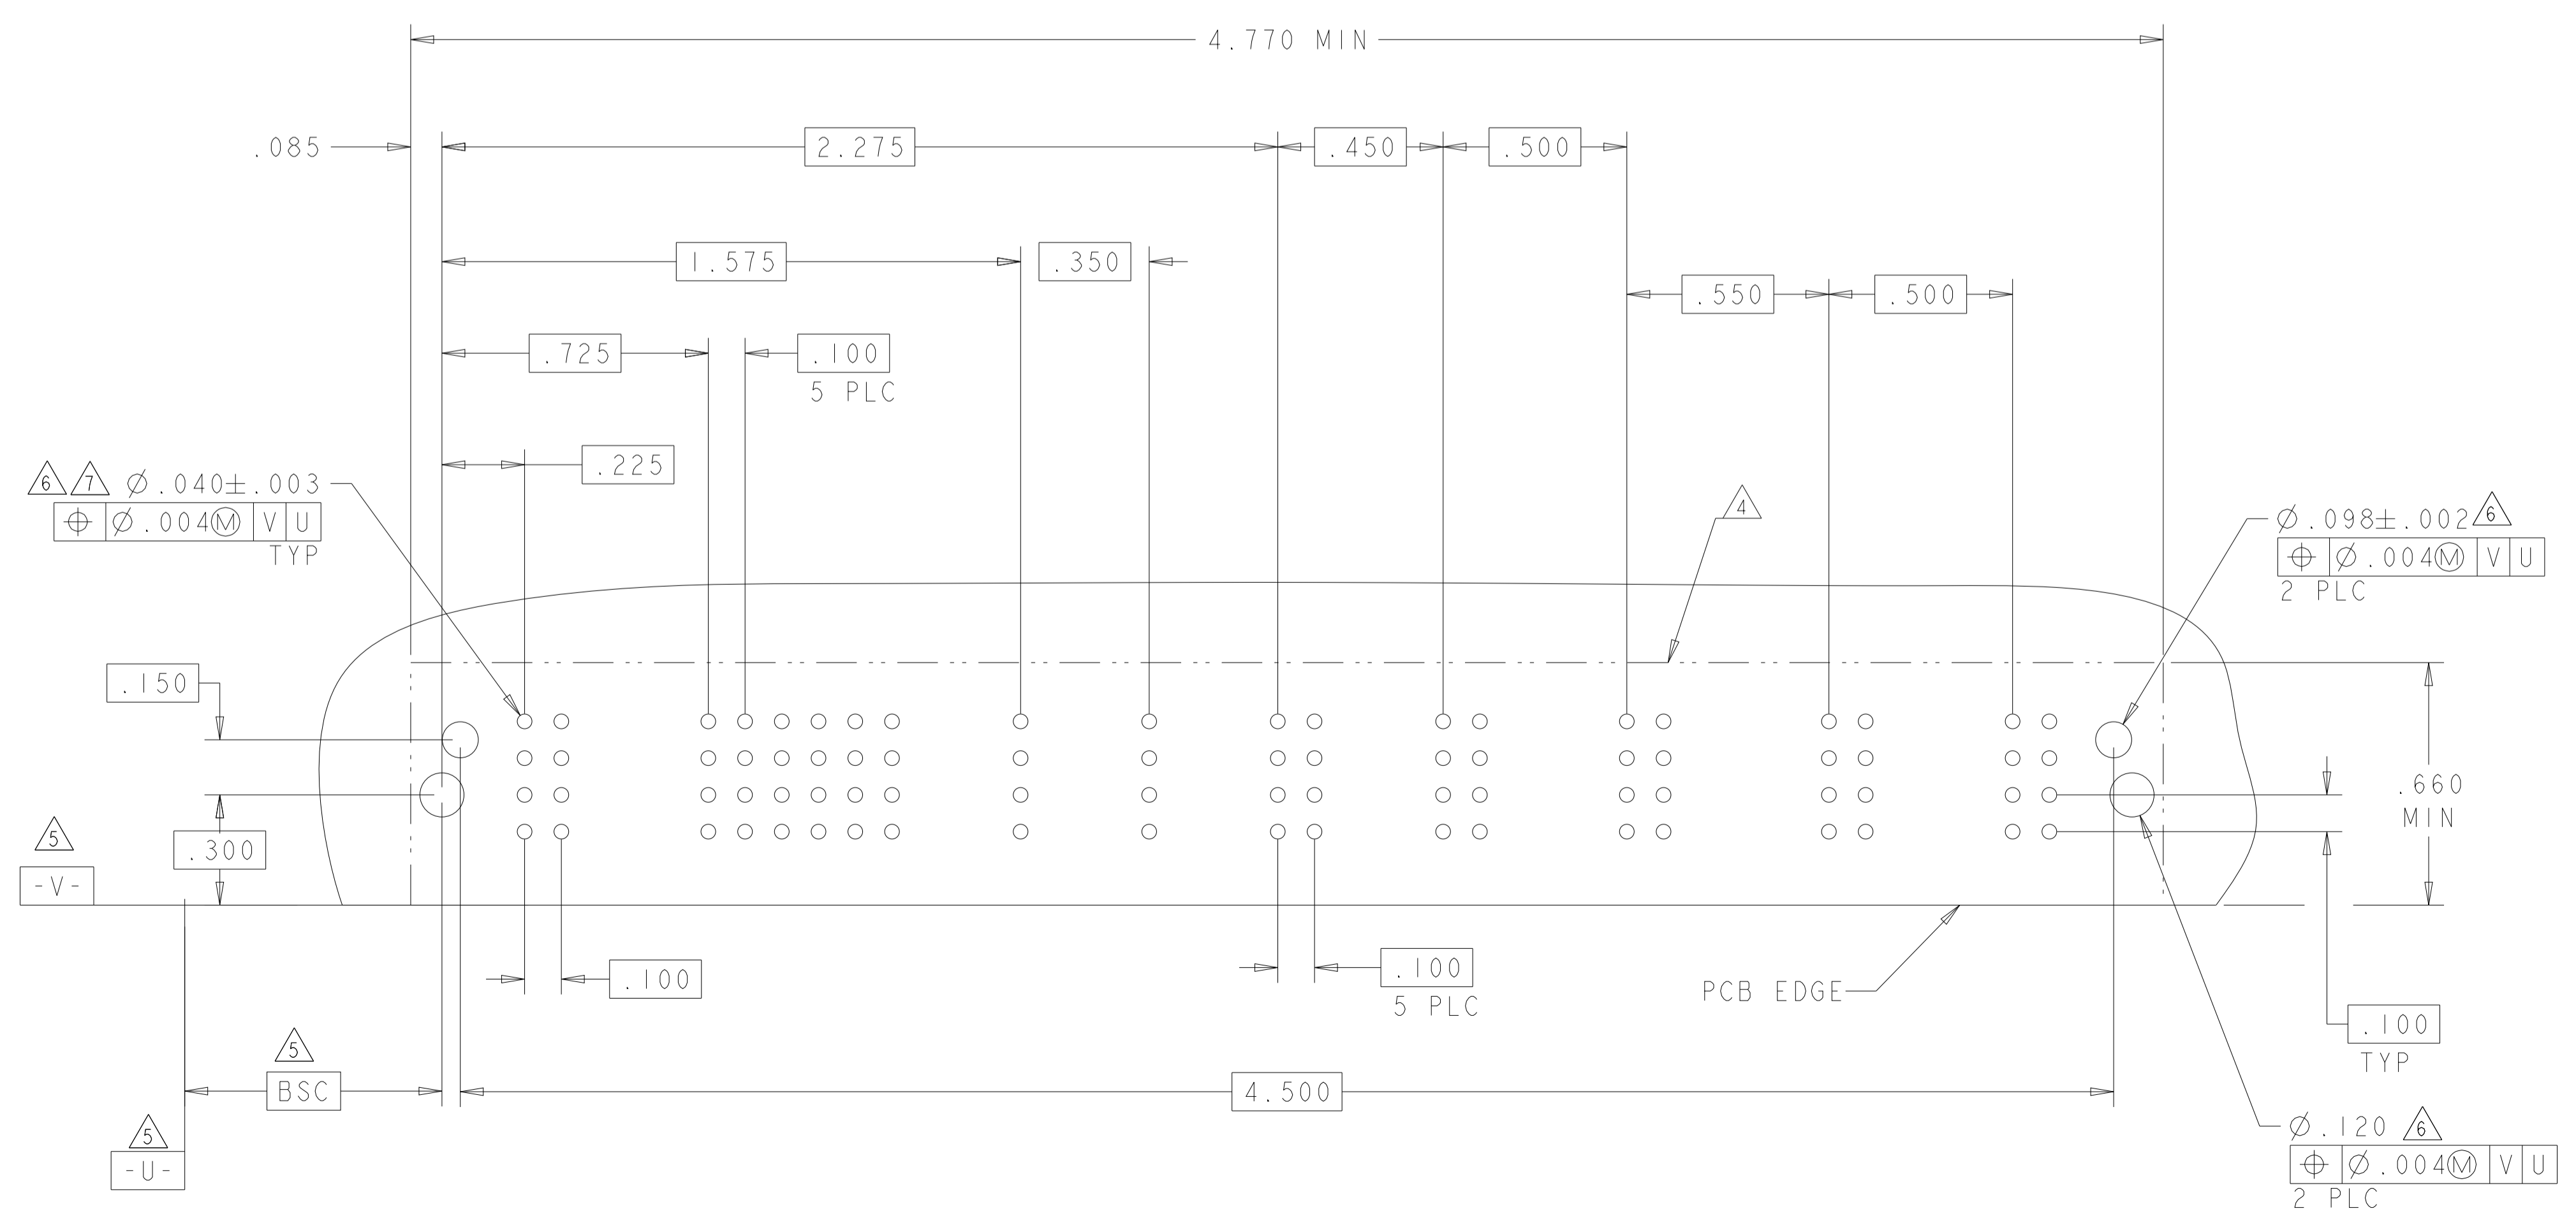 4.770 MIN
.085
2.275
.450
.500
1.575
.350
.550
.500
.725
.100
5 PLC
.225
6 7 Ø.040±.003
⌖ Ø.004Ⓜ V U
TYP
4
Ø.098±.002 6
⌖ Ø.004Ⓜ V U
2 PLC
.150
.660
MIN
5
.300
-V-
.100
.100
5 PLC
PCB EDGE
.100
TYP
5
BSC
4.500
5
-U-
Ø.120 6
⌖ Ø.004Ⓜ V U
2 PLC